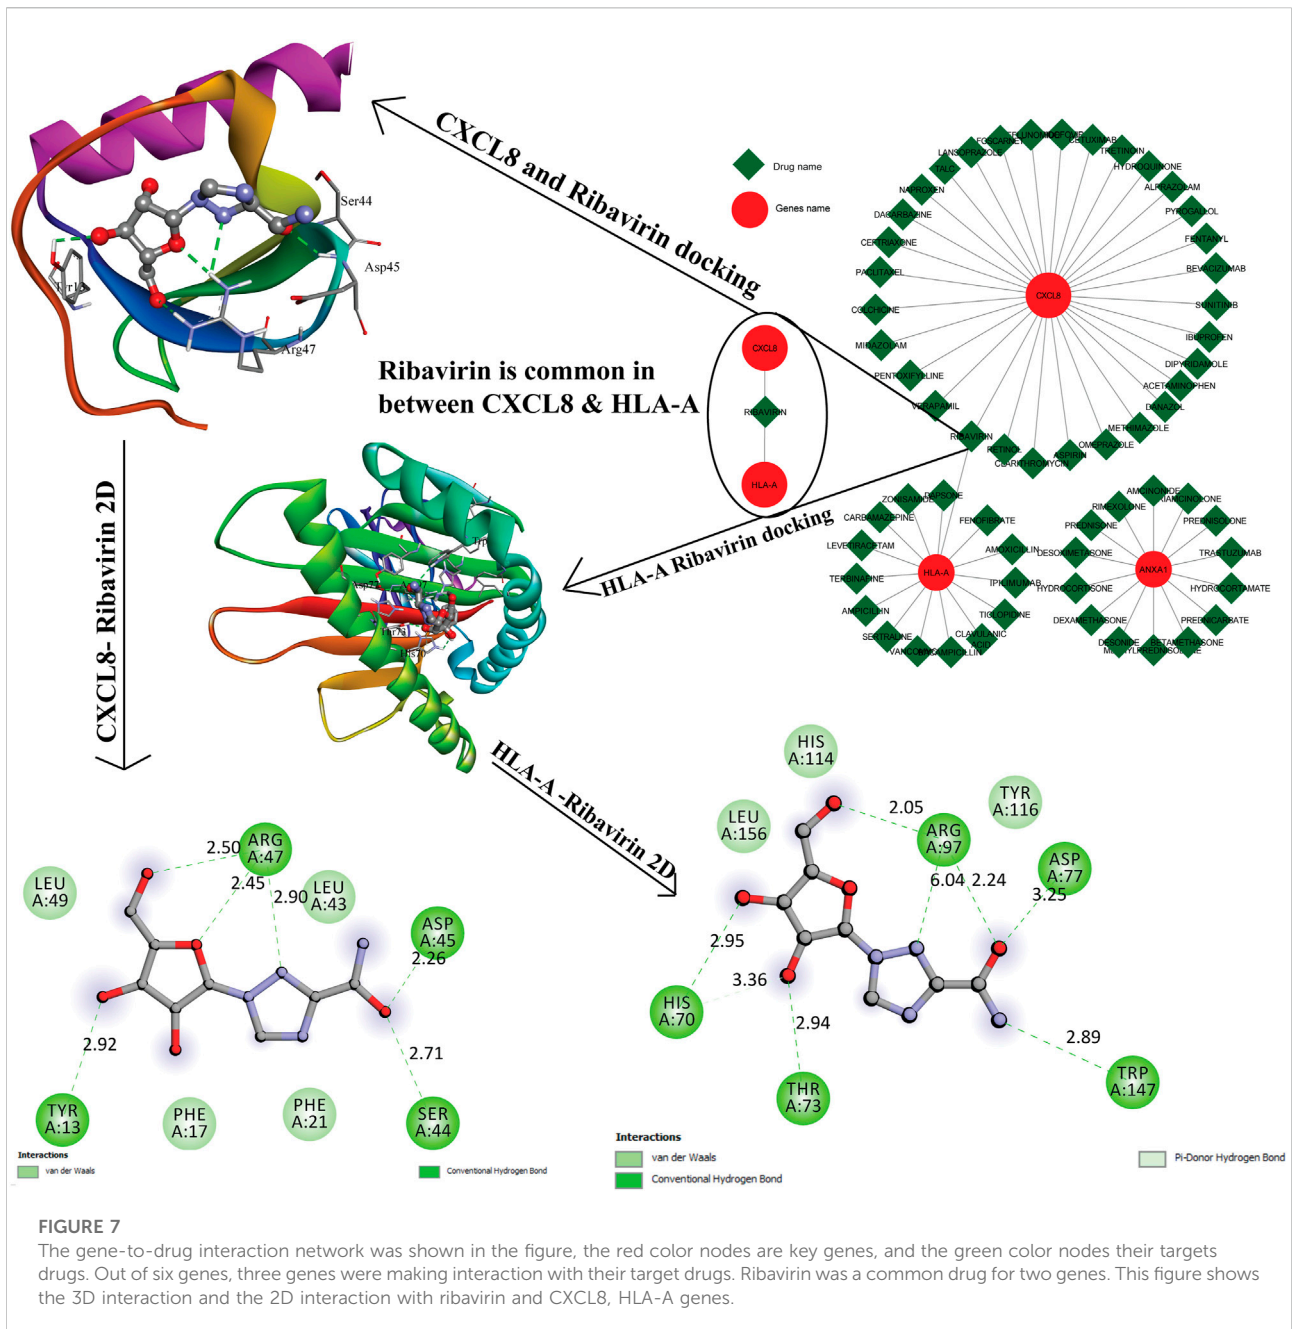 CXCL8 and Ribavirin docking
Ser44
Asp45
Arg47
Drug name
Genes name
Ribavirin is common in
between CXCL8 & HLA-A
CXCL8
RIBAVIRIN
HLA-A
HLA-A Ribavirin docking
FOSCARNET
LANSOPRAZOLE
TALC
NAPROXEN
DACARBAZINE
CEFTRIAXONE
PACLITAXEL
COLCHICINE
MIDAZOLAM
PENTOXIFYLLINE
VERAPAMIL
RIBAVIRIN
RETINOL
CLARITHROMYCIN
ASPIRIN
OMEPRAZOLE
METHIMAZOLE
DANAZOL
ACETAMINOPHEN
DIPYRIDAMOLE
IBUPROFEN
SUNITINIB
BEVACIZUMAB
FENTANYL
PYROGALLOL
ALPRAZOLAM
HYDROQUINONE
TRETINOIN
CETUXIMAB
CXCL8
DAPSONE
ZONISAMIDE
CARBAMAZEPINE
LEVETIRACETAM
TERBINAFINE
AMPICILLIN
SERTRALINE
CLAVULANIC
ACID
TICLOPIDINE
IPILIMUMAB
AMOXICILLIN
FENOFIBRATE
HLA-A
AMCINONIDE
RIMEXOLONE
PREDNISONE
DESOXIMETASONE
HYDROCORTISONE
DEXAMETHASONE
DESONIDE
BETAMETHASONE
PREDNICARBATE
HYDROCORTAMATE
TRASTUZUMAB
PREDNISOLONE
ANXA1
CXCL8- Ribavirin 2D
Thr73
His70
HLA-A -Ribavirin 2D
ARG
A:47
LEU
A:49
LEU
A:43
ASP
A:45
TYR
A:13
PHE
A:17
PHE
A:21
SER
A:44
2.50
2.45
2.90
2.26
2.92
2.71
Interactions
van der Waals
Conventional Hydrogen Bond
HIS
A:114
LEU
A:156
ARG
A:97
TYR
A:116
ASP
A:77
HIS
A:70
THR
A:73
TRP
A:147
2.05
6.04
2.24
3.25
2.95
3.36
2.94
2.89
Interactions
van der Waals
Conventional Hydrogen Bond
Pi-Donor Hydrogen Bond
FIGURE 7
The gene-to-drug interaction network was shown in the figure, the red color nodes are key genes, and the green color nodes their targets
drugs. Out of six genes, three genes were making interaction with their target drugs. Ribavirin was a common drug for two genes. This figure shows
the 3D interaction and the 2D interaction with ribavirin and CXCL8, HLA-A genes.